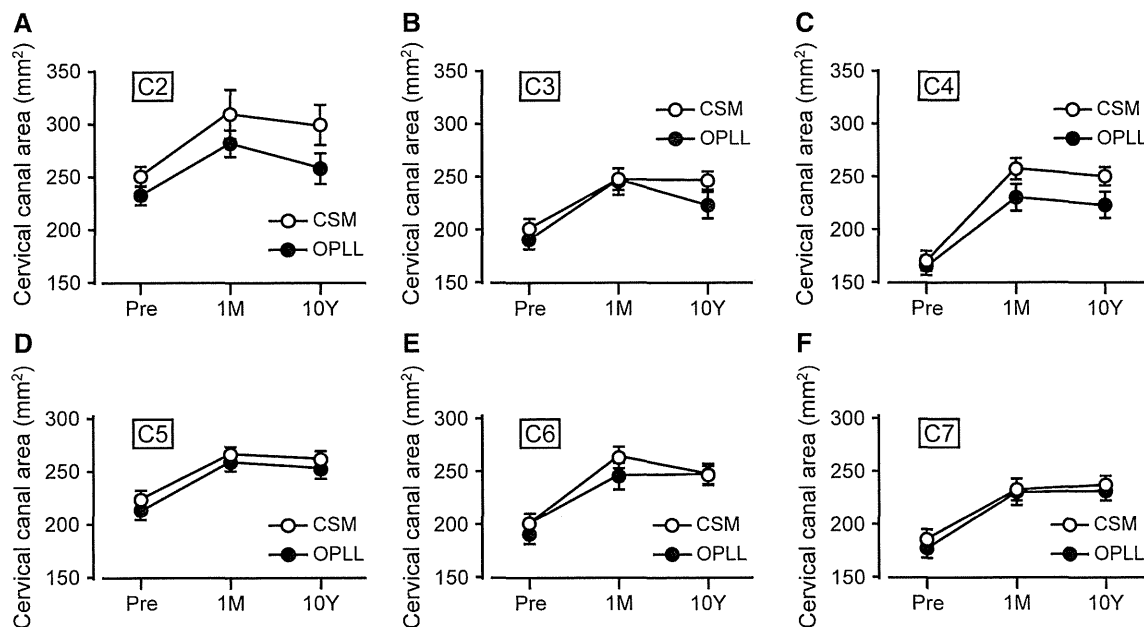 A
Cervical canal area (mm²)
350
300
250
200
150
C2
CSM
OPLL
Pre 1M 10Y
B
Cervical canal area (mm²)
350
300
250
200
150
C3
CSM
OPLL
Pre 1M 10Y
C
Cervical canal area (mm²)
350
300
250
200
150
C4
CSM
OPLL
Pre 1M 10Y
D
Cervical canal area (mm²)
300
250
200
150
C5
CSM
OPLL
Pre 1M 10Y
E
Cervical canal area (mm²)
300
250
200
150
C6
CSM
OPLL
Pre 1M 10Y
F
Cervical canal area (mm²)
300
250
200
150
C7
CSM
OPLL
Pre 1M 10Y